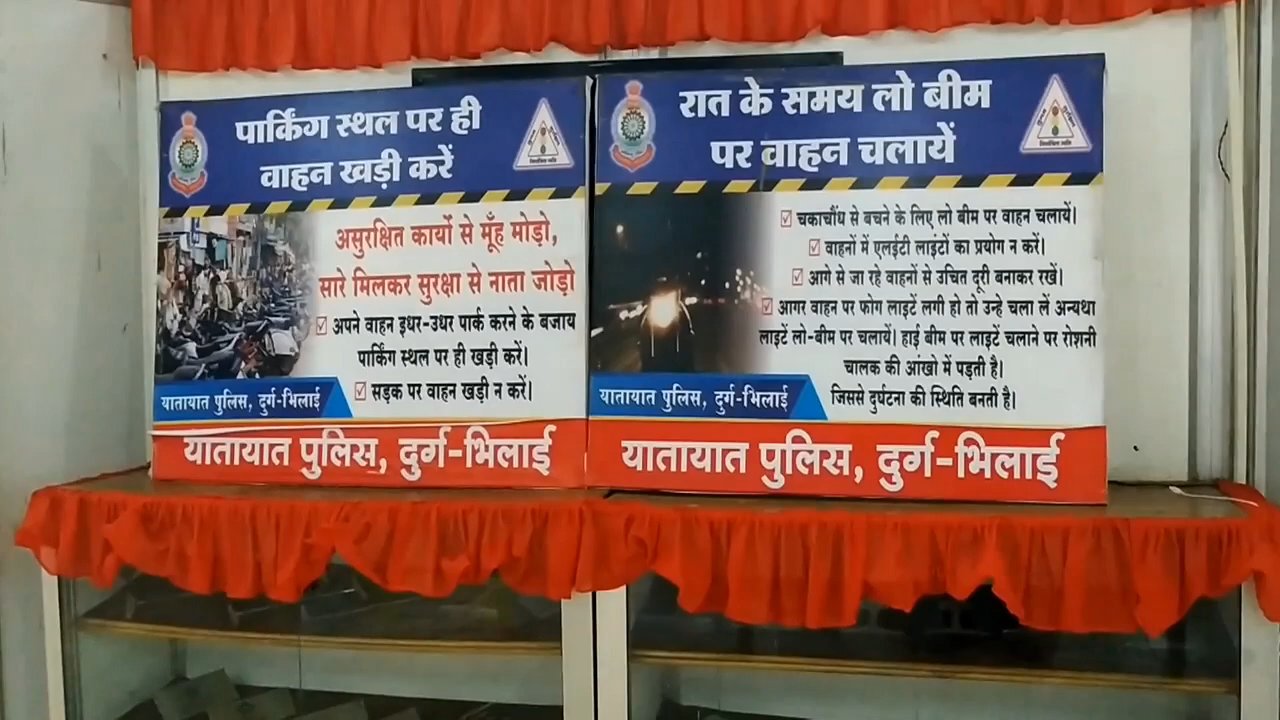 पार्किंग स्थल पर ही
वाहन खड़ी करें
असुरक्षित कार्यो से मूँह मोड़ो,
सारे मिलकर सुरक्षा से नाता जोड़ो
अपने वाहन इधर-उधर पार्क करने के बजाय
पार्किंग स्थल पर ही खड़ी करें।
सड़क पर वाहन खड़ी न करें।
यातायात पुलिस, दुर्ग-भिलाई
यातायात पुलिस, दुर्ग-भिलाई
रात के समय लो बीम
पर वाहन चलायें
चकाचौंध से बचने के लिए लो बीम पर वाहन चलायें।
वाहनों में एलईटी लाइटों का प्रयोग न करें।
आगे से जा रहे वाहनों से उचित दूरी बनाकर रखें।
आगर वाहन पर फोग लाइटें लगी हो तो उन्हे चला लें अन्यथा
लाइटें लो-बीम पर चलायें। हाई बीम पर लाइटें चलाने पर रोशनी
चालक की आंखो में पड़ती है।
जिससे दुर्घटना की स्थिति बनती है।
यातायात पुलिस, दुर्ग-भिलाई
यातायात पुलिस, दुर्ग-भिलाई